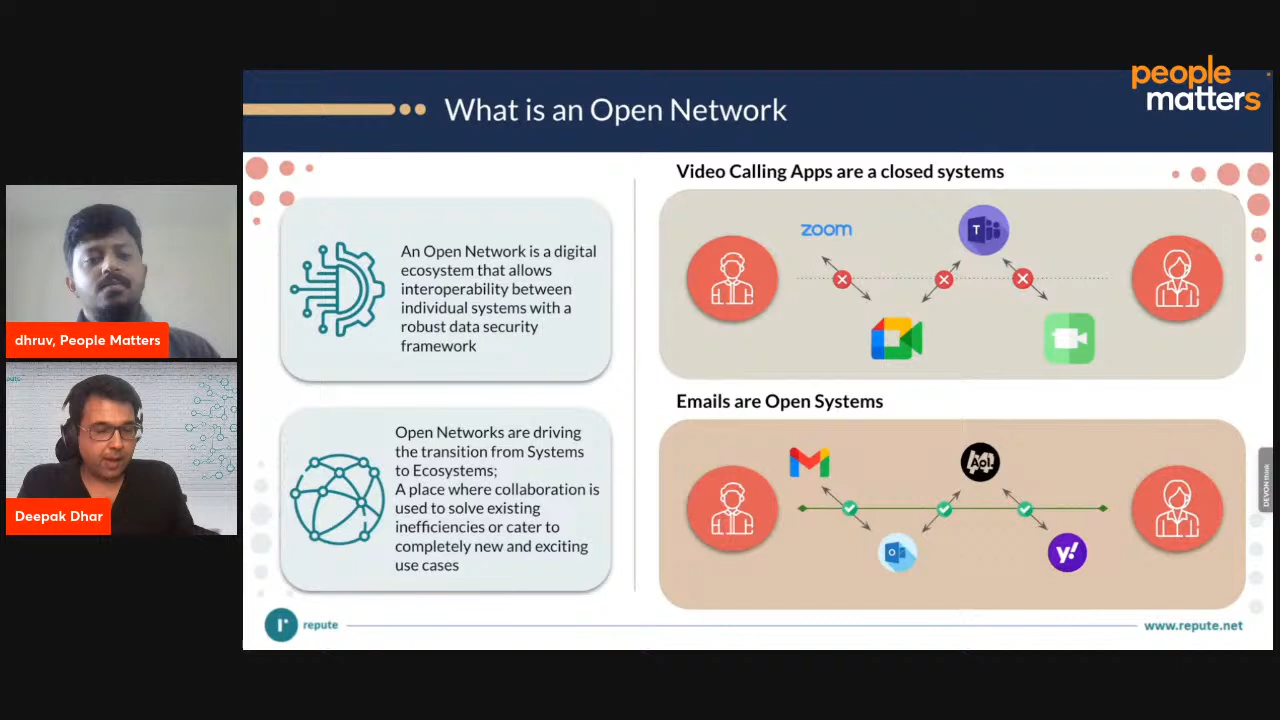 people
matters
What is an Open Network
Video Calling Apps are a closed systems
zoom
T
An Open Network is a digital
ecosystem that allows
interoperability between
individual systems with a
robust data security
framework
dhruv, People Matters
Emails are Open Systems
Open Networks are driving
the transition from Systems
to Ecosystems;
A place where collaboration is
used to solve existing
inefficiencies or cater to
completely new and exciting
use cases
Aol.
y!
DEVONthink
Deepak Dhar
r repute
www.repute.net